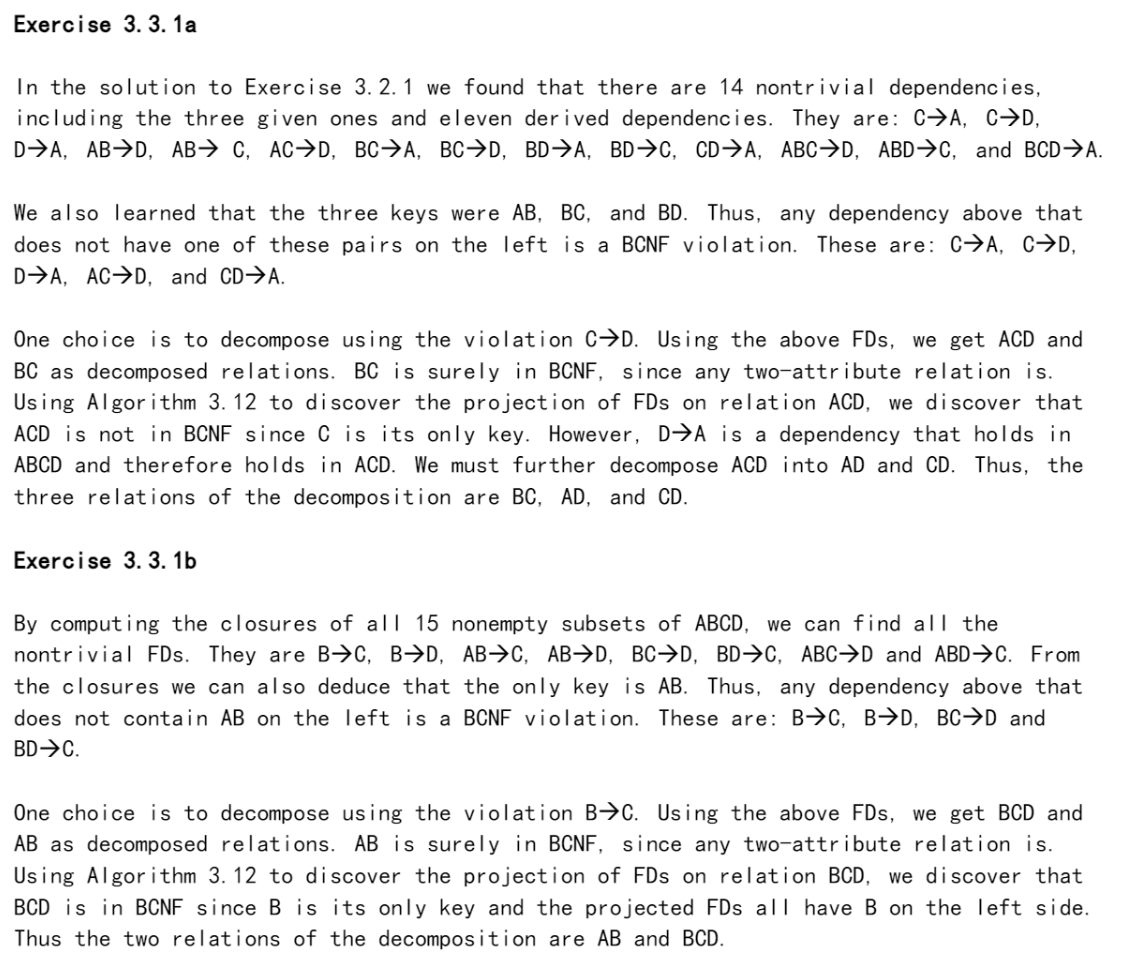 Exercise 3.3.1a
In the solution to Exercise 3.2.1 we found that there are 14 nontrivial dependencies,
including the three given ones and eleven derived dependencies. They are: C→A, C→D,
D→A, AB→D, AB→ C, AC→D, BC→A, BC→D, BD→A, BD→C, CD→A, ABC→D, ABD→C, and BCD→A.
We also learned that the three keys were AB, BC, and BD. Thus, any dependency above that
does not have one of these pairs on the left is a BCNF violation. These are: C→A, C→D,
D→A, AC→D, and CD→A.
One choice is to decompose using the violation C→D. Using the above FDs, we get ACD and
BC as decomposed relations. BC is surely in BCNF, since any two-attribute relation is.
Using Algorithm 3.12 to discover the projection of FDs on relation ACD, we discover that
ACD is not in BCNF since C is its only key. However, D→A is a dependency that holds in
ABCD and therefore holds in ACD. We must further decompose ACD into AD and CD. Thus, the
three relations of the decomposition are BC, AD, and CD.
Exercise 3.3.1b
By computing the closures of all 15 nonempty subsets of ABCD, we can find all the
nontrivial FDs. They are B→C, B→D, AB→C, AB→D, BC→D, BD→C, ABC→D and ABD→C. From
the closures we can also deduce that the only key is AB. Thus, any dependency above that
does not contain AB on the left is a BCNF violation. These are: B→C, B→D, BC→D and
BD→C.
One choice is to decompose using the violation B→C. Using the above FDs, we get BCD and
AB as decomposed relations. AB is surely in BCNF, since any two-attribute relation is.
Using Algorithm 3.12 to discover the projection of FDs on relation BCD, we discover that
BCD is in BCNF since B is its only key and the projected FDs all have B on the left side.
Thus the two relations of the decomposition are AB and BCD.